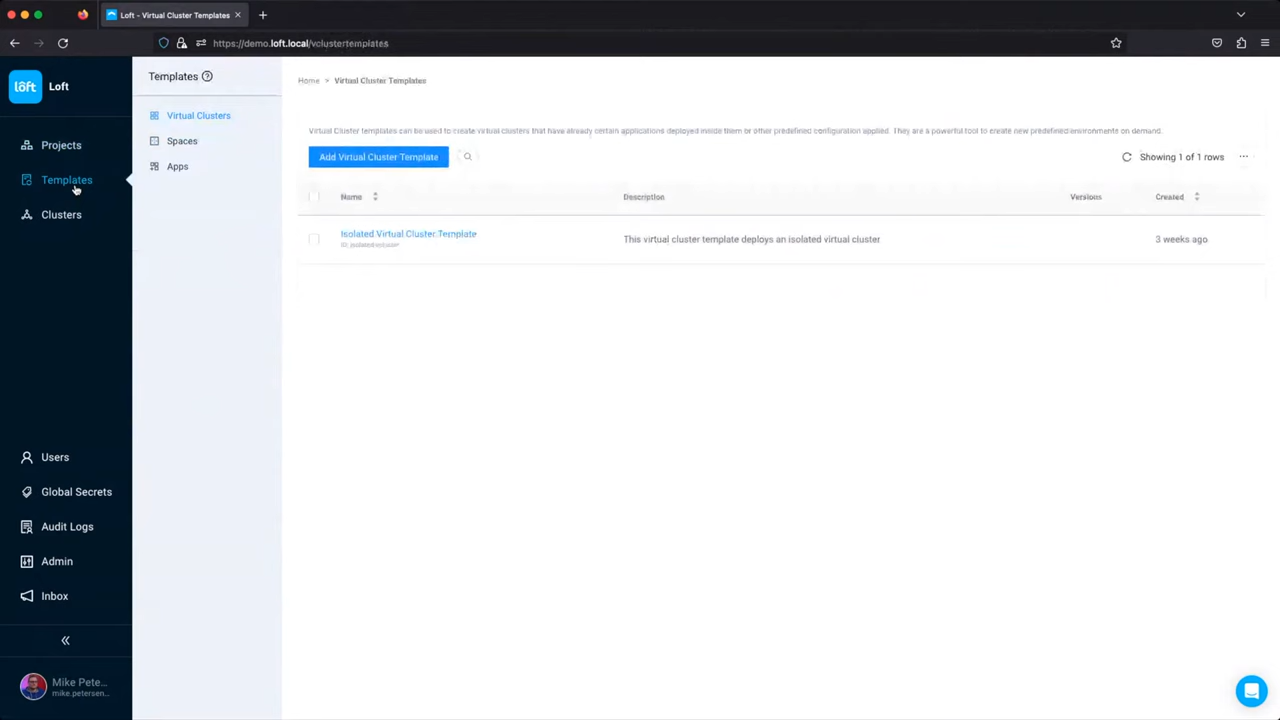 Loft - Virtual Cluster Templates
https://demo.loft.local/vclustertemplates
löft
Loft
Projects
Templates
Clusters
Users
Global Secrets
Audit Logs
Admin
Inbox
Mike Pete...
mike.petersen...
Templates
Virtual Clusters
Spaces
Apps
Home > Virtual Cluster Templates
Virtual Cluster templates can be used to create virtual clusters that have already certain applications deployed inside them or other predefined configuration applied. They are a powerful tool to create new predefined environments on demand.
Add Virtual Cluster Template
Showing 1 of 1 rows
Name Description Versions Created
Isolated Virtual Cluster Template
This virtual cluster template deploys an isolated virtual cluster
3 weeks ago